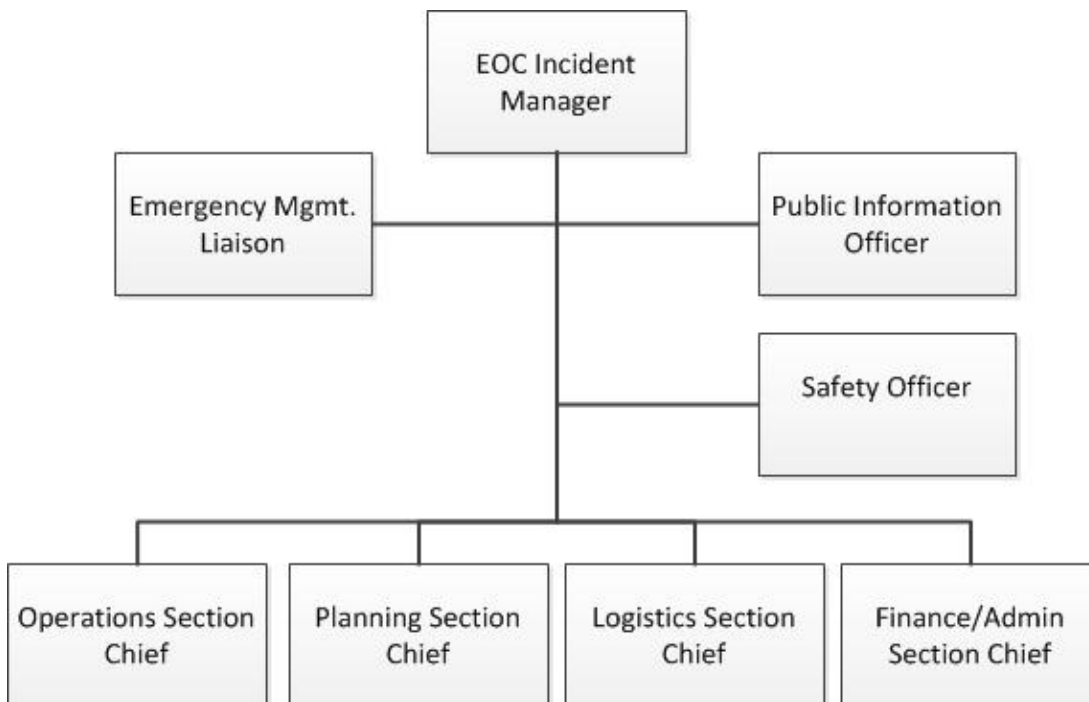 EOC Incident
Manager
Emergency Mgmt.
Liaison
Public Information
Officer
Safety Officer
Operations Section
Chief
Planning Section
Chief
Logistics Section
Chief
Finance/Admin
Section Chief